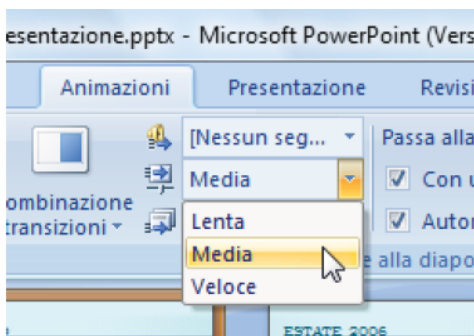 esentazione.pptx - Microsoft PowerPoint (Vers
Animazioni Presentazione Revisi
[Nessun seg... Passa alla
Media Con u
ombinazione
transizioni Autor
Lenta
Media
Veloce
e alla diapo
ESTATE 2006